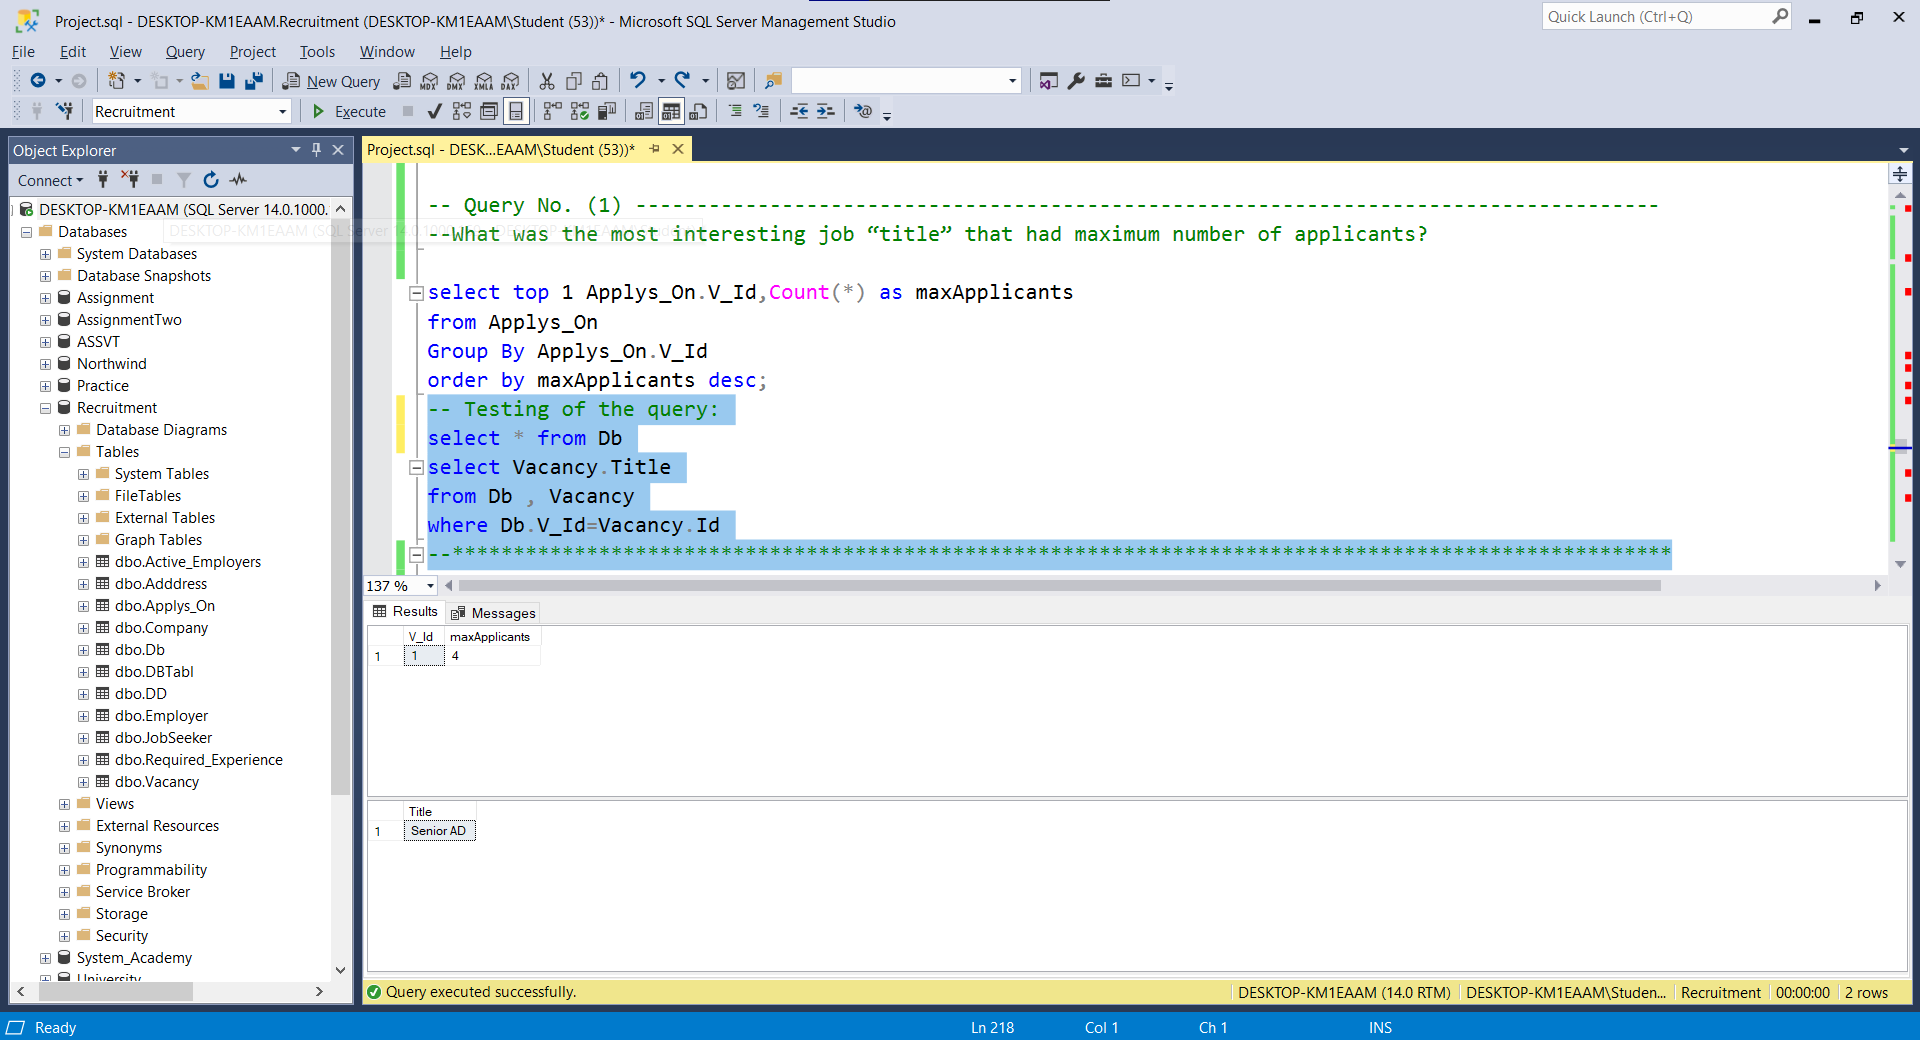 Project.sql - DESKTOP-KM1EAAM.Recruitment (DESKTOP-KM1EAAM\Student (53))* - Microsoft SQL Server Management Studio
Quick Launch (Ctrl+Q)
File Edit View Query Project Tools Window Help
New Query MDX DMX XMLA DAX
Recruitment Execute
Object Explorer
Connect
DESKTOP-KM1EAAM (SQL Server 14.0.1000.
Databases
System Databases
Database Snapshots
Assignment
AssignmentTwo
ASSVT
Northwind
Practice
Recruitment
Database Diagrams
Tables
System Tables
FileTables
External Tables
Graph Tables
dbo.Active_Employers
dbo.Adddress
dbo.Applys_On
dbo.Company
dbo.Db
dbo.DBTabl
dbo.DD
dbo.Employer
dbo.JobSeeker
dbo.Required_Experience
dbo.Vacancy
Views
External Resources
Synonyms
Programmability
Service Broker
Storage
Security
System_Academy
University
Project.sql - DESK...EAAM\Student (53))*
-- Query No. (1) ------------------------------------------------------------------------------------
--What was the most interesting job “title” that had maximum number of applicants?
select top 1 Applys_On.V_Id,Count(*) as maxApplicants
from Applys_On
Group By Applys_On.V_Id
order by maxApplicants desc;
-- Testing of the query:
select * from Db
select Vacancy.Title
from Db , Vacancy
where Db.V_Id=Vacancy.Id
--****************************************************************************************************
137 %
Results Messages
V_Id maxApplicants
1 1 4
Title
1 Senior AD
Query executed successfully. DESKTOP-KM1EAAM (14.0 RTM) DESKTOP-KM1EAAM\Studen... Recruitment 00:00:00 2 rows
Ready Ln 218 Col 1 Ch 1 INS